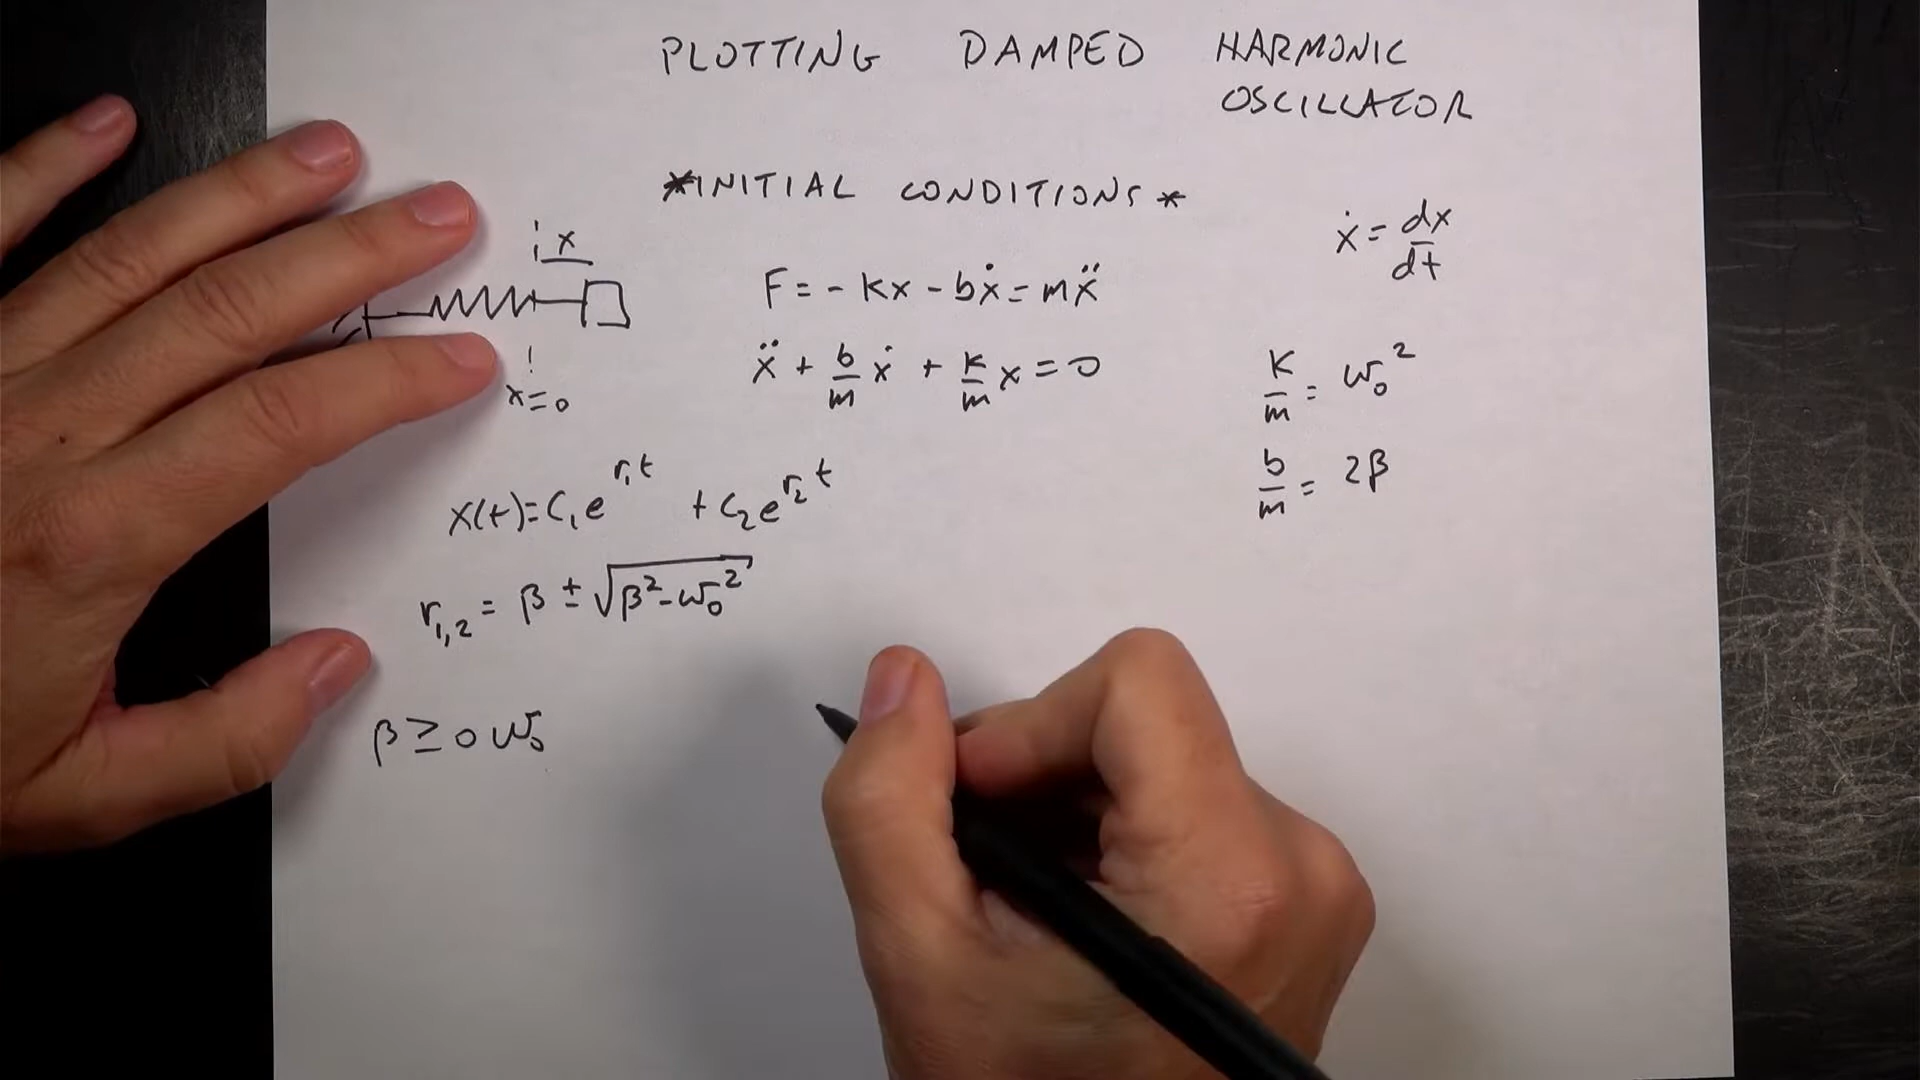 PLOTTING DAMPED HARMONIC
OSCILLATOR
*INITIAL CONDITIONS*
ẋ = dx/dt
x
F = - kx - bẋ = mẍ
x=0
ẍ + b/m ẋ + k/m x = 0
k/m = ω₀²
b/m = 2β
x(t) = C₁e^(r₁t) + C₂e^(r₂t)
r₁,₂ = β ± √(β² - ω₀²)
β ≥ 0 ω₀